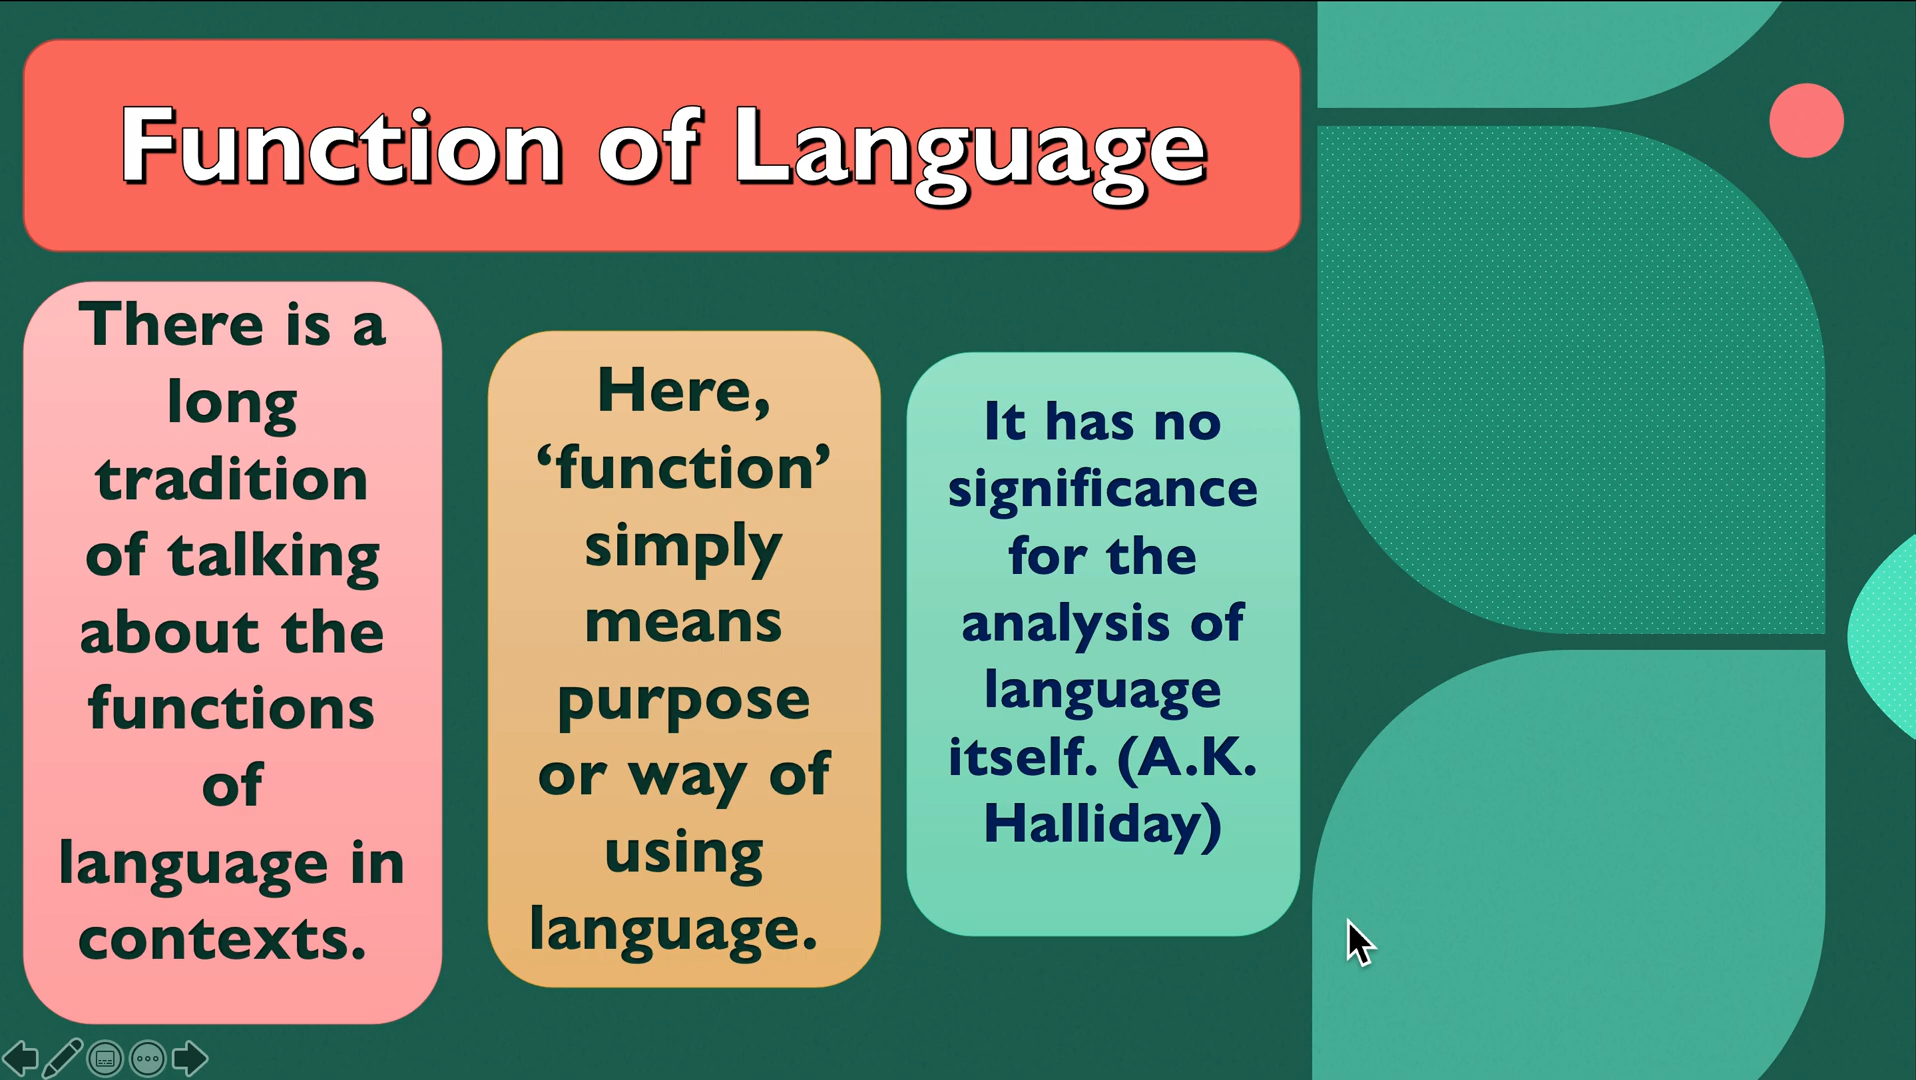 Function of Language
There is a
long
tradition
of talking
about the
functions
of
language in
contexts.
Here,
‘function’
simply
means
purpose
or way of
using
language.
It has no
significance
for the
analysis of
language
itself. (A.K.
Halliday)